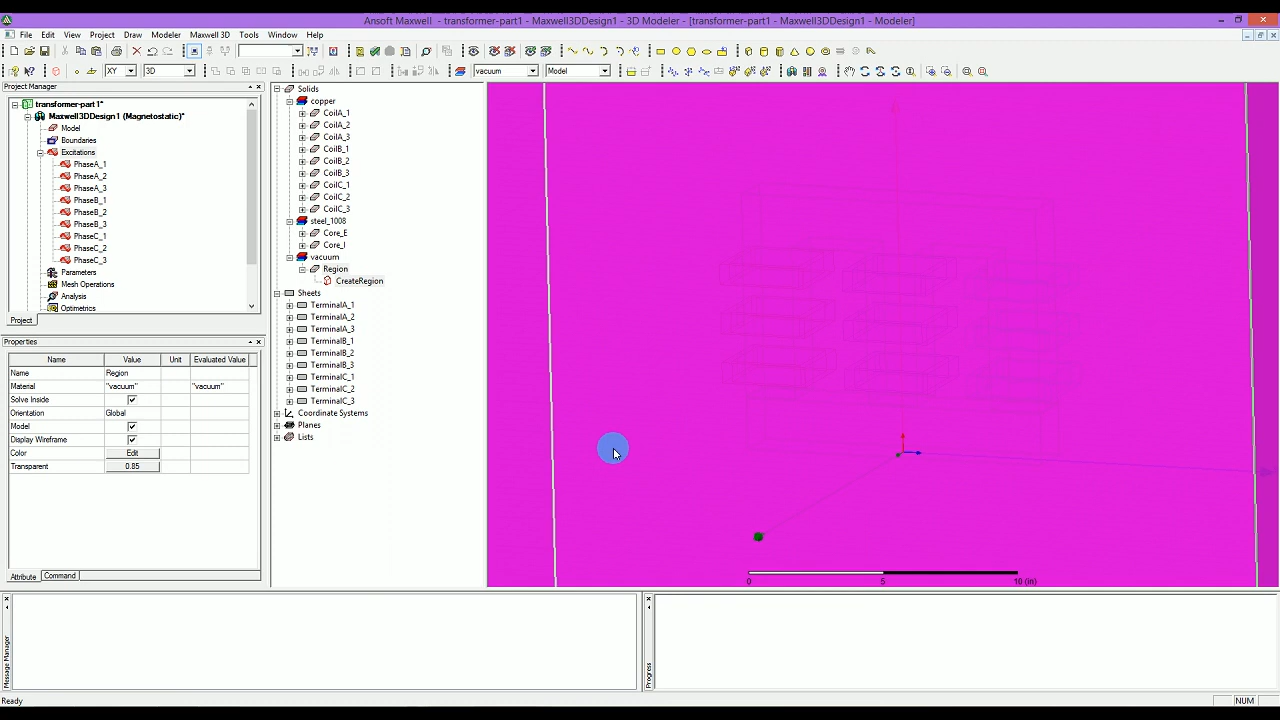 Ansoft Maxwell - transformer-part1 - Maxwell3DDesign1 - 3D Modeler - [transformer-part1 - Maxwell3DDesign1 - Modeler]
File Edit View Project Draw Modeler Maxwell 3D Tools Window Help
XY 3D vacuum Model
Project Manager
transformer-part1*
Maxwell3DDesign1 (Magnetostatic)*
Model
Boundaries
Excitations
PhaseA_1
PhaseA_2
PhaseA_3
PhaseB_1
PhaseB_2
PhaseB_3
PhaseC_1
PhaseC_2
PhaseC_3
Parameters
Mesh Operations
Analysis
Optimetrics
Project
Properties
Name Value Unit Evaluated Value
Name Region
Material "vacuum" "vacuum"
Solve Inside
Orientation Global
Model
Display Wireframe
Color Edit
Transparent 0.85
Attribute Command
Solids
copper
CoilA_1
CoilA_2
CoilA_3
CoilB_1
CoilB_2
CoilB_3
CoilC_1
CoilC_2
CoilC_3
steel_1008
Core_E
Core_I
vacuum
Region
CreateRegion
Sheets
TerminalA_1
TerminalA_2
TerminalA_3
TerminalB_1
TerminalB_2
TerminalB_3
TerminalC_1
TerminalC_2
TerminalC_3
Coordinate Systems
Planes
Lists
0 5 10 (in)
Message Manager
Progress
Ready
NUM